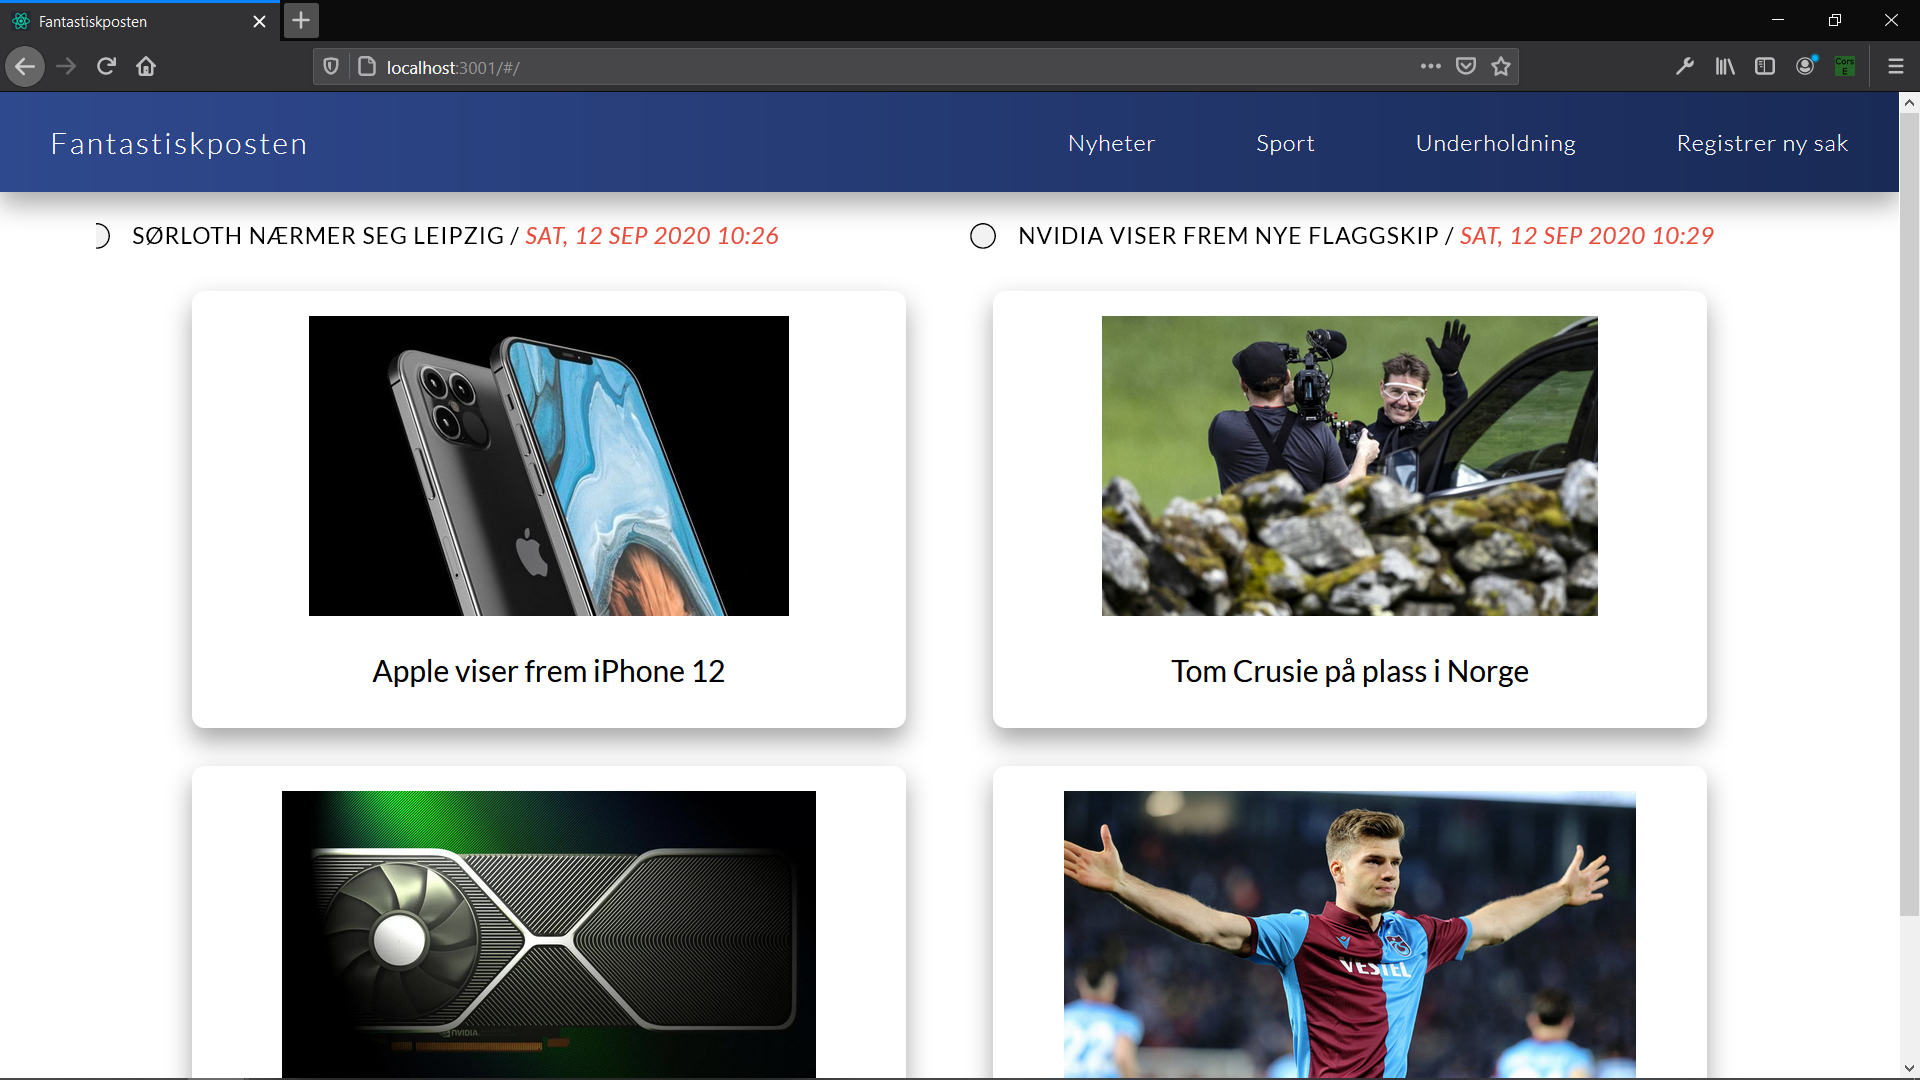 Fantastiskposten
localhost:3001/#/
Cors
E
Fantastiskposten
Nyheter
Sport
Underholdning
Registrer ny sak
SØRLOTH NÆRMER SEG LEIPZIG / SAT, 12 SEP 2020 10:26
NVIDIA VISER FREM NYE FLAGGSKIP / SAT, 12 SEP 2020 10:29
Apple viser frem iPhone 12
Tom Crusie på plass i Norge
NVIDIA
VESTEL